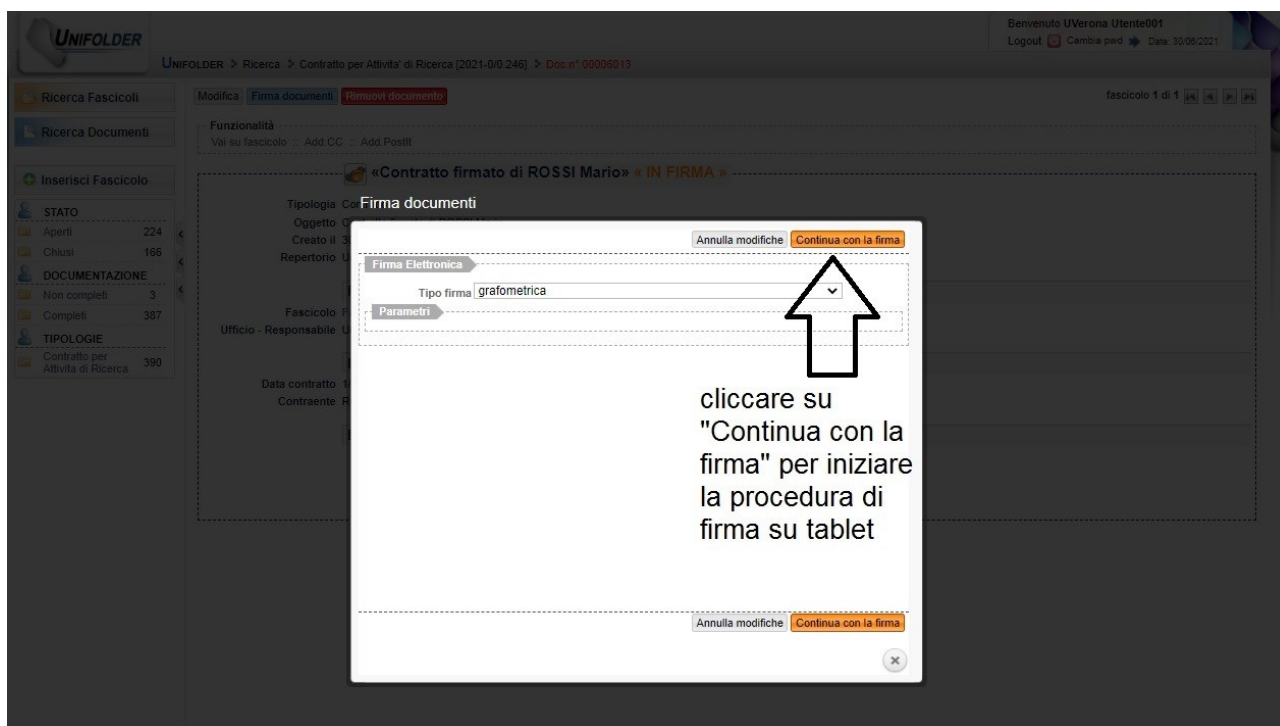 UNIFOLDER
Benvenuto UVerona Utente001
Logout Cambia pwd Data: 30/06/2021
UNIFOLDER > Ricerca > Contratto per Attivita' di Ricerca [2021-0/0.246] > Doc n° 00006013
Ricerca Fascicoli
Modifica Firma documenti Rimuovi documento
fascicolo 1 di 1
Ricerca Documenti
Funzionalità
Vai su fascicolo :: Add CC :: Add PostIt
Inserisci Fascicolo
«Contratto firmato di ROSSI Mario» « IN FIRMA »
STATO
Aperti 224
Chiusi 166
DOCUMENTAZIONE
Non completi 3
Completi 387
TIPOLOGIE
Contratto per
Attivita di Ricerca 390
Tipologia
Oggetto
Creato il
Repertorio
Fascicolo
Ufficio - Responsabile
Data contratto
Contraente
Firma documenti
Annulla modifiche Continua con la firma
Firma Elettronica
Tipo firma grafometrica
Parametri
cliccare su
"Continua con la
firma" per iniziare
la procedura di
firma su tablet
Annulla modifiche Continua con la firma